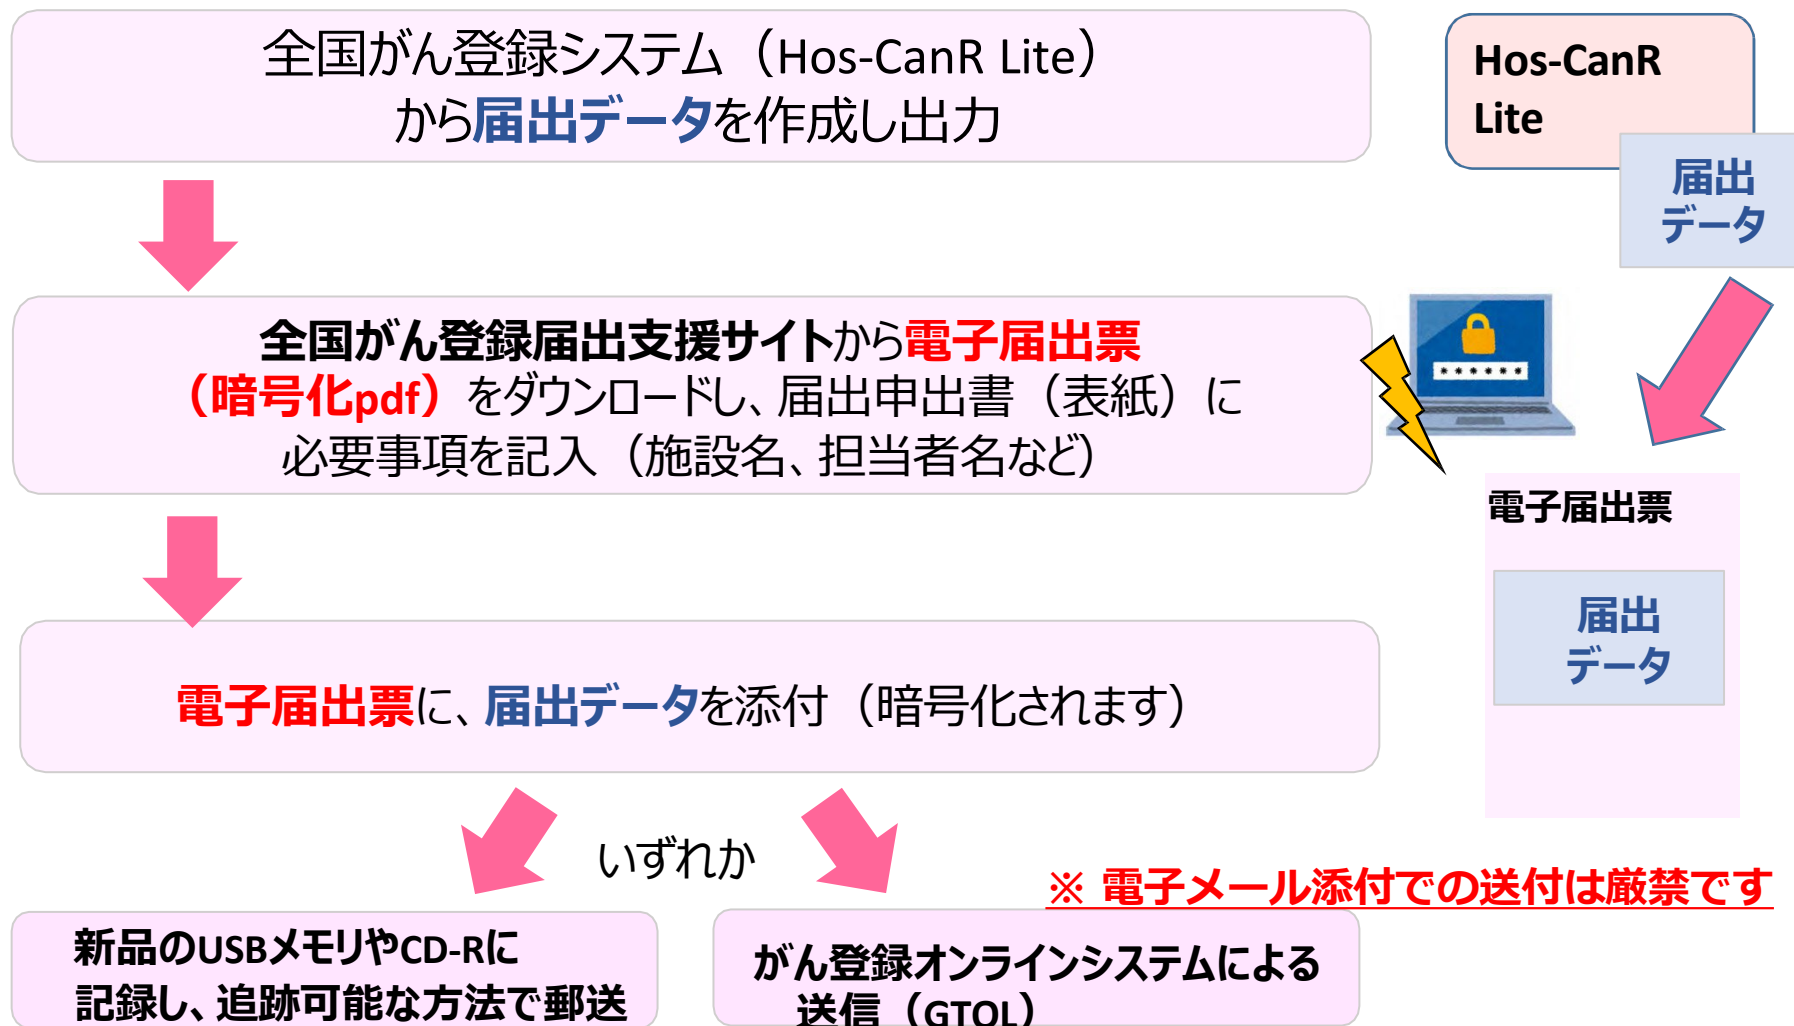 全国がん登録システム（Hos-CanR Lite）
から届出データを作成し出力
Hos-CanR
Lite
届出
データ
全国がん登録届出支援サイトから電子届出票
（暗号化pdf）をダウンロードし、届出申出書（表紙）に
必要事項を記入（施設名、担当者名など）
******
電子届出票
届出
データ
電子届出票に、届出データを添付（暗号化されます）
いずれか
※ 電子メール添付での送付は厳禁です
新品のUSBメモリやCD-Rに
記録し、追跡可能な方法で郵送
がん登録オンラインシステムによる
送信（GTOL）